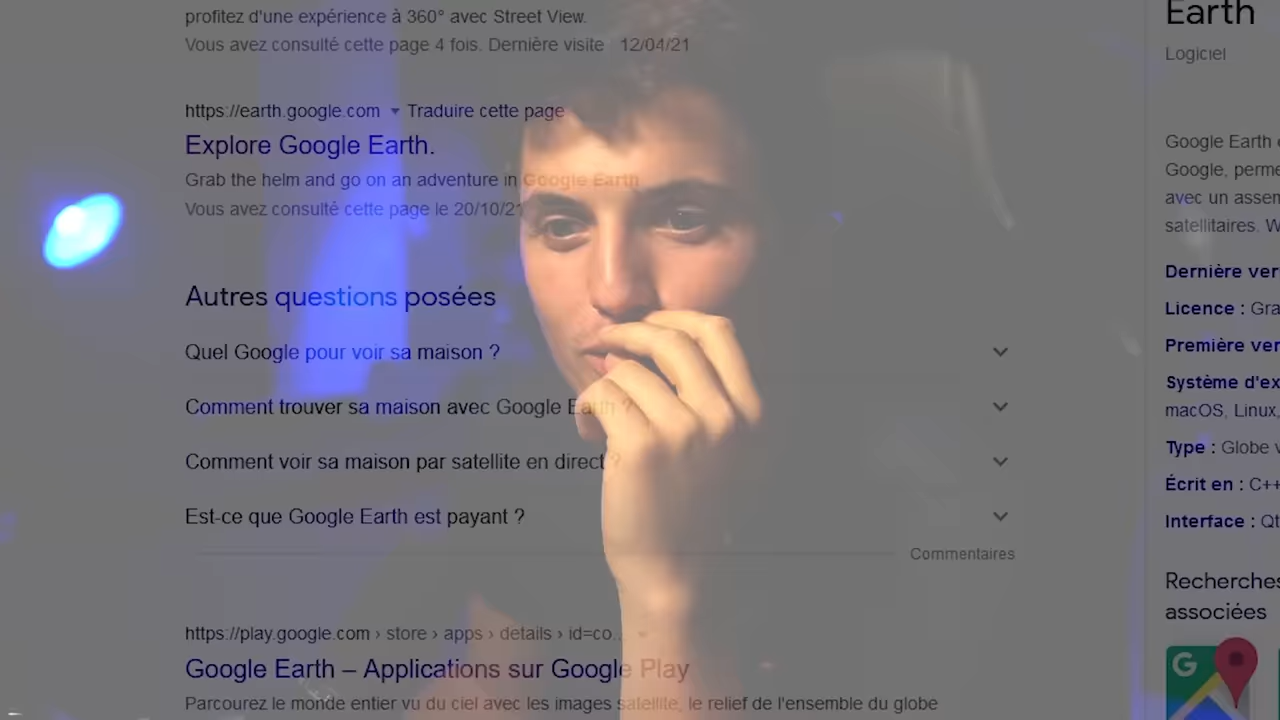 profitez d'une expérience à 360° avec Street View.
Vous avez consulté cette page 4 fois. Dernière visite : 12/04/21
https://earth.google.com Traduire cette page
Explore Google Earth.
Grab the helm and go on an adventure in Google Earth
Vous avez consulté cette page le 20/10/21
Autres questions posées
Quel Google pour voir sa maison ?
Comment trouver sa maison avec Google Earth ?
Comment voir sa maison par satellite en direct ?
Est-ce que Google Earth est payant ?
Commentaires
https://play.google.com › store › apps › details › id=co...
Google Earth – Applications sur Google Play
Parcourez le monde entier vu du ciel avec les images satellite, le relief de l'ensemble du globe
Earth
Logiciel
Google Earth
Google, perme
avec un assem
satellitaires. W
Dernière ver
Licence : Gra
Première ver
Système d'ex
macOS, Linux,
Type : Globe v
Écrit en : C++
Interface : Qt
Recherches
associées
G